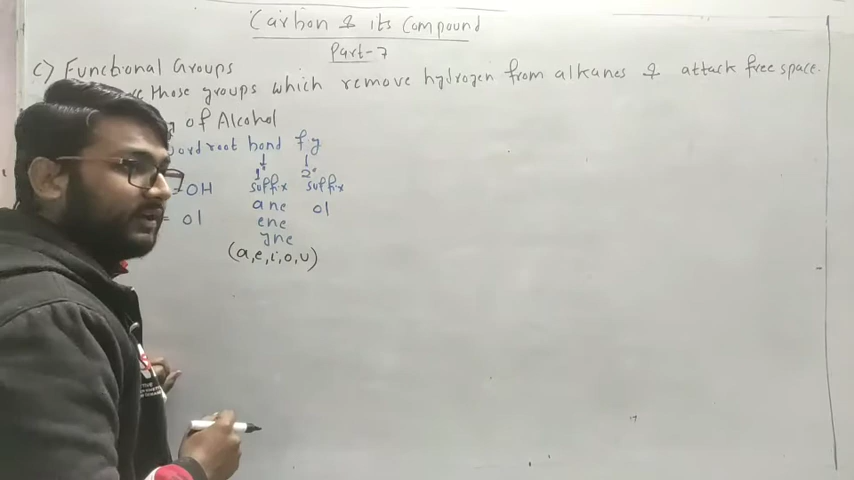 Carbon & its Compound
Part-7
c) Functional Groups
those groups which remove hydrogen from alkanes & attack free space.
of Alcohol
root bond f.g
1° 2°
= OH suffix suffix
ane ol
= ol ene
yne
(a,e,i,o,u)